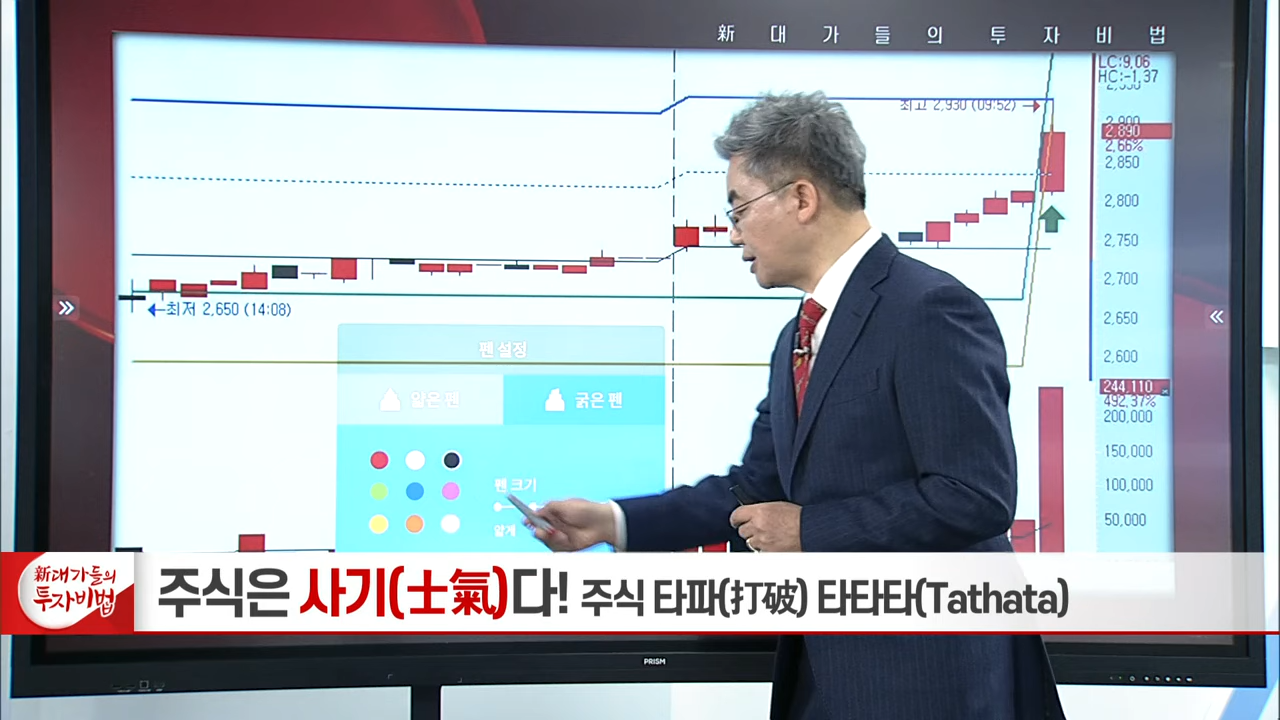 新 대 가 들 의 투 자 비 법
LC:9,06
HC:-1,37
최고 2,930 (09:52)
2,890
2,66%
2,850
2,800
2,750
2,700
2,650
2,600
←최저 2,650 (14:08)
펜 설정
얇은 펜
굵은 펜
펜 크기
얇게
244,110
492,37%
200,000
150,000
100,000
50,000
新대가들의
투자비법
주식은 사기(士氣)다! 주식 타파(打破) 타타타(Tathata)
PRISM